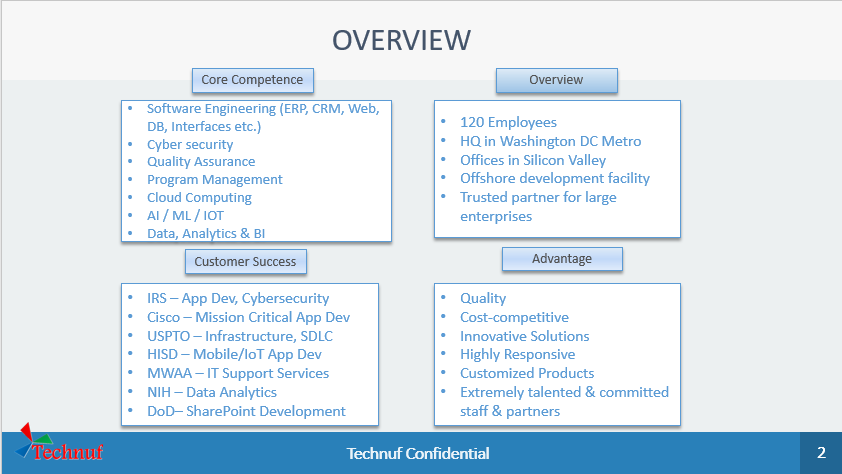 OVERVIEW
Core Competence
• Software Engineering (ERP, CRM, Web,
DB, Interfaces etc.)
• Cyber security
• Quality Assurance
• Program Management
• Cloud Computing
• AI / ML / IOT
• Data, Analytics & BI
Overview
• 120 Employees
• HQ in Washington DC Metro
• Offices in Silicon Valley
• Offshore development facility
• Trusted partner for large
enterprises
Customer Success
• IRS – App Dev, Cybersecurity
• Cisco – Mission Critical App Dev
• USPTO – Infrastructure, SDLC
• HISD – Mobile/IoT App Dev
• MWAA – IT Support Services
• NIH – Data Analytics
• DoD– SharePoint Development
Advantage
• Quality
• Cost-competitive
• Innovative Solutions
• Highly Responsive
• Customized Products
• Extremely talented & committed
staff & partners
Technuf
Technuf Confidential
2